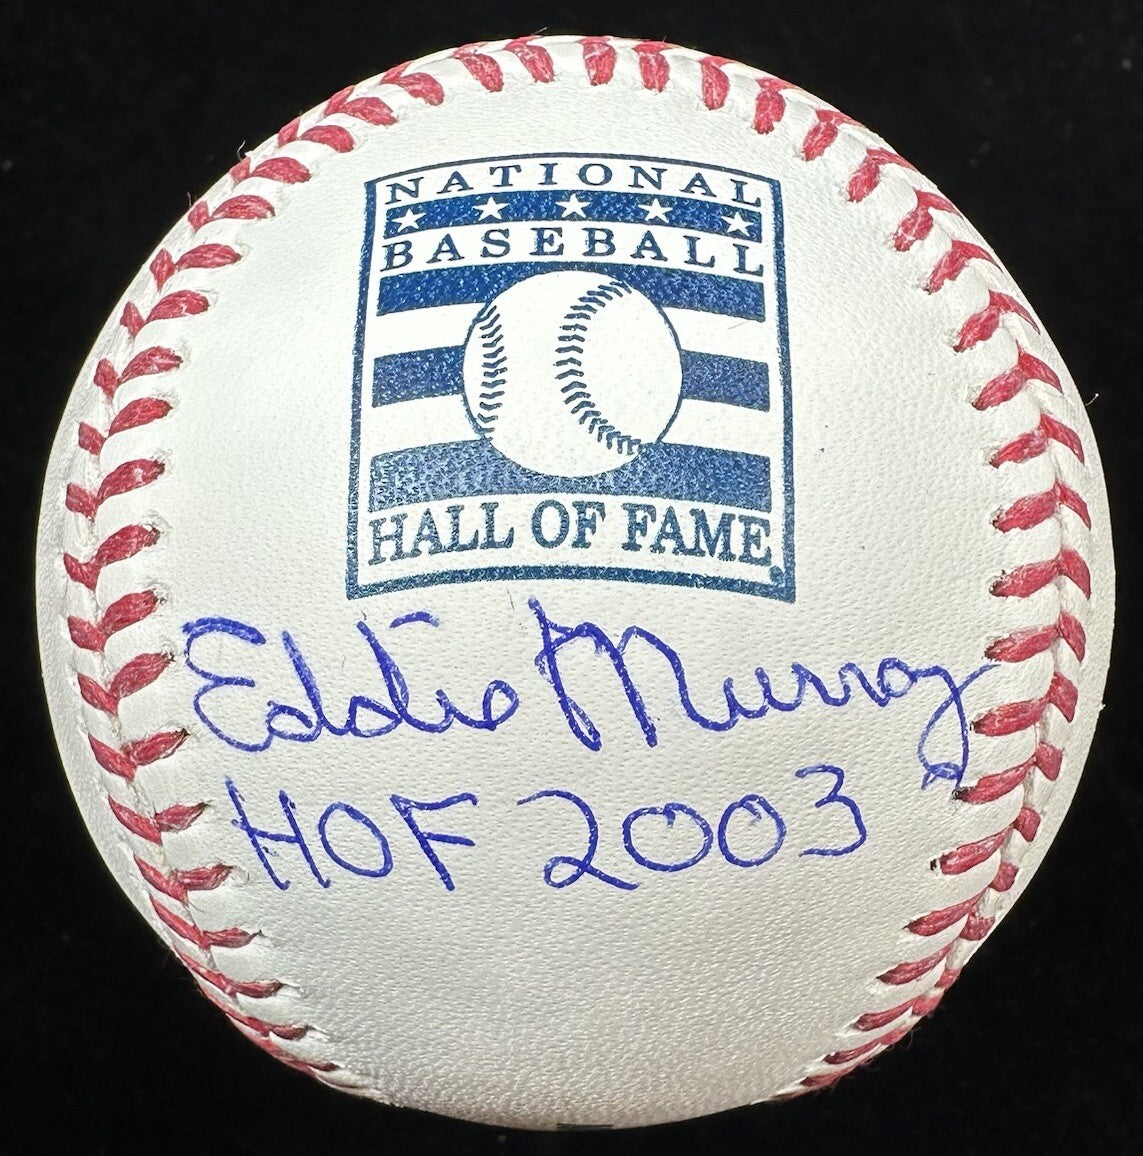 NATIONAL
BASEBALL
HALL OF FAME®
Eddie Murray
HOF 2003